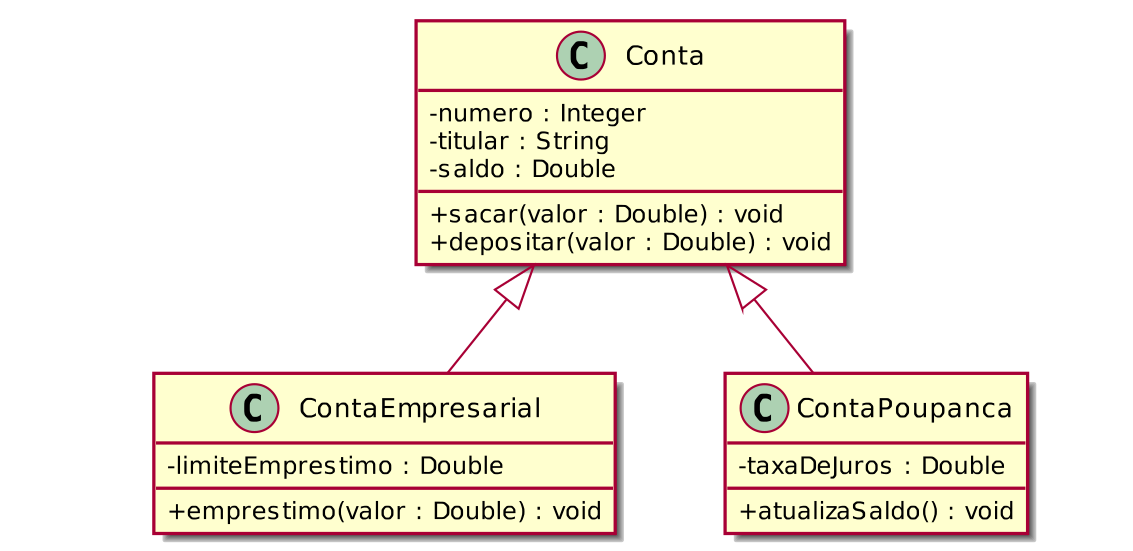 C Conta
-numero : Integer
-titular : String
-saldo : Double
+sacar(valor : Double) : void
+depositar(valor : Double) : void
C ContaEmpresarial
-limiteEmprestimo : Double
+emprestimo(valor : Double) : void
C ContaPoupanca
-taxaDeJuros : Double
+atualizaSaldo() : void